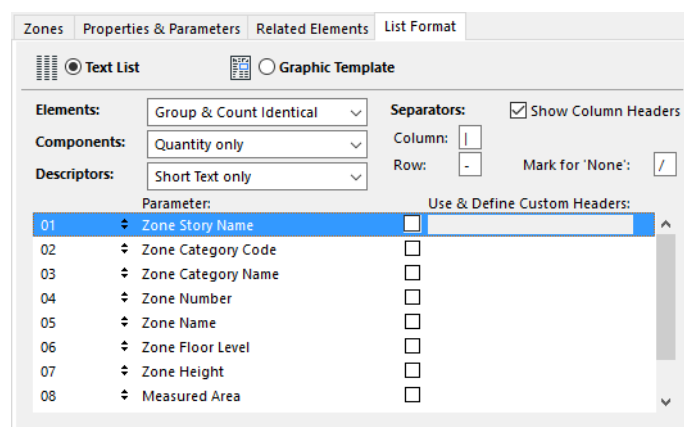 Zones Properties & Parameters Related Elements List Format
Text List Graphic Template
Elements: Group & Count Identical Separators: Show Column Headers
Components: Quantity only Column: |
Descriptors: Short Text only Row: - Mark for 'None': /
Parameter: Use & Define Custom Headers:
01 Zone Story Name
02 Zone Category Code
03 Zone Category Name
04 Zone Number
05 Zone Name
06 Zone Floor Level
07 Zone Height
08 Measured Area